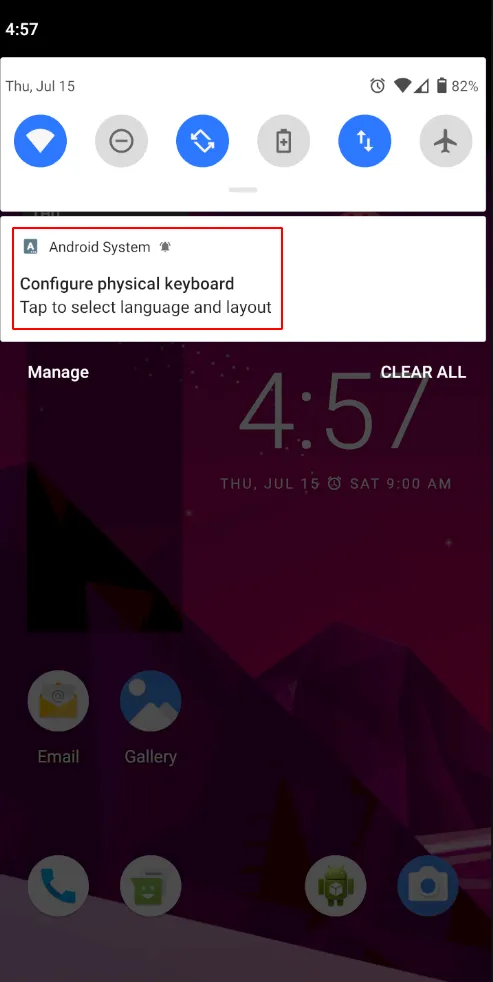 4:57
Thu, Jul 15
82%
Android System
Configure physical keyboard
Tap to select language and layout
Manage
CLEAR ALL
4:57
THU, JUL 15 SAT 9:00 AM
Email
Gallery